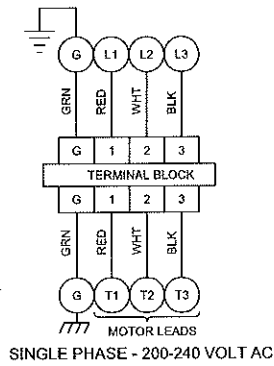 G L1 L2 L3
GRN RED WHT BLK
G 1 2 3
TERMINAL BLOCK
G 1 2 3
GRN RED WHT BLK
G T1 T2 T3
MOTOR LEADS
SINGLE PHASE - 200-240 VOLT AC